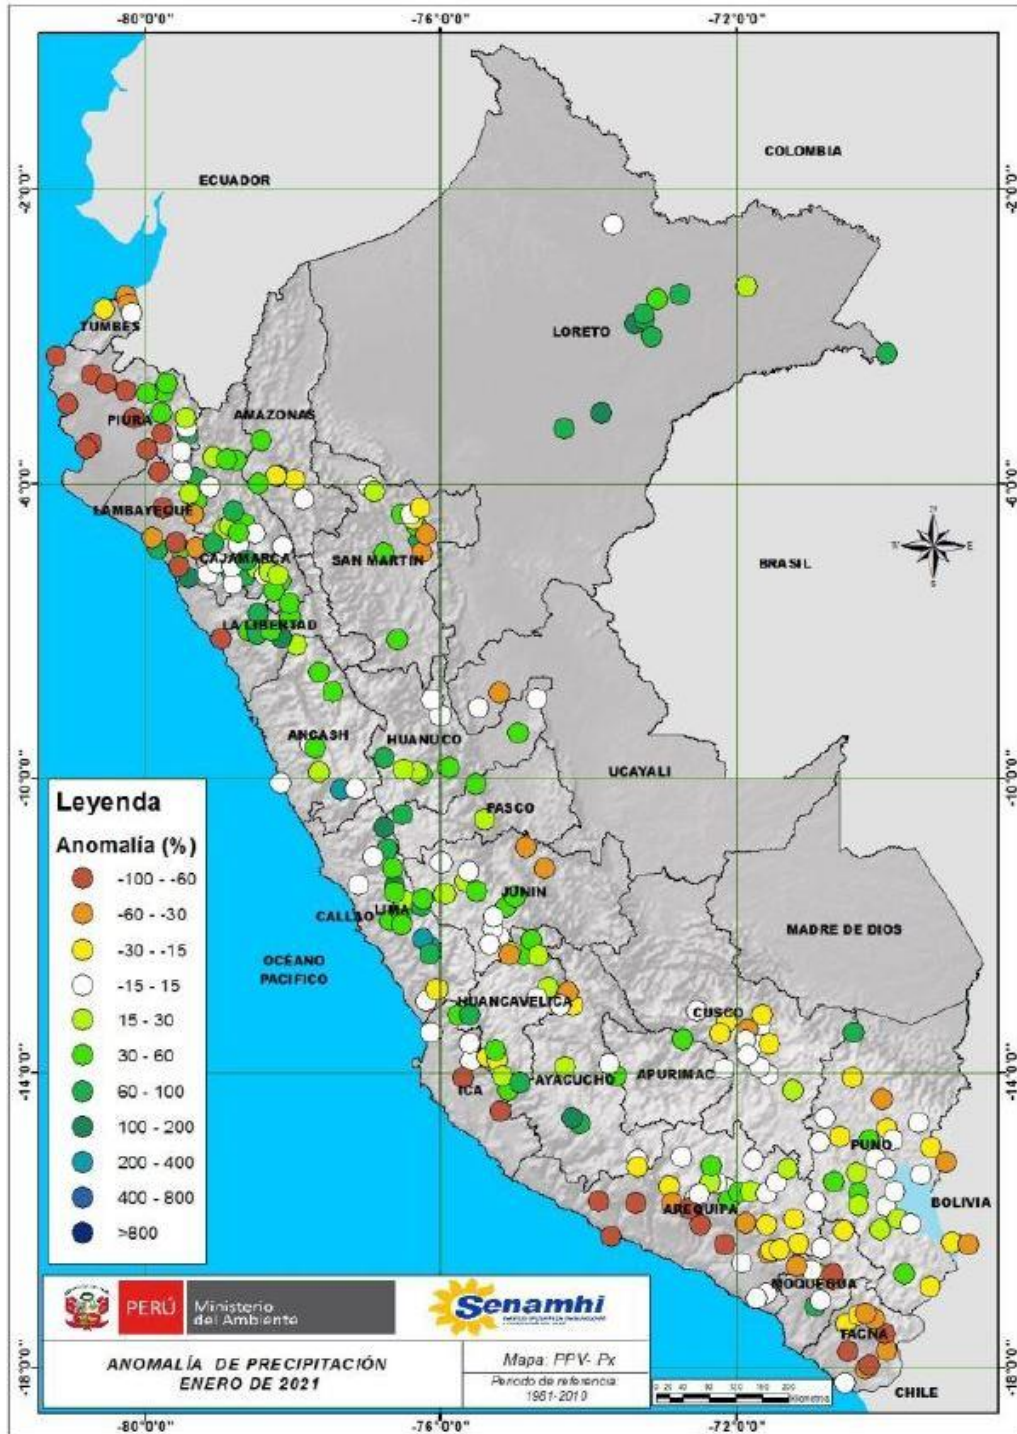 -80°0'0"
-76°0'0"
-72°0'0"
COLOMBIA
ECUADOR
-2°0'0"
-2°0'0"
TUMBES
LORETO
PIURA
AMAZONAS
-6°0'0"
-6°0'0"
LAMBAYEQUE
CAJAMARCA
SAN MARTIN
N
W
E
S
BRASIL
LA LIBERTAD
ANCASH
HUANUCO
UCAYALI
-10°0'0"
-10°0'0"
PASCO
Leyenda
Anomalía (%)
-100 - -60
-60 - -30
-30 - -15
-15 - 15
15 - 30
30 - 60
60 - 100
100 - 200
200 - 400
400 - 800
>800
JUNIN
CALLAO
LIMA
MADRE DE DIOS
OCÉANO
PACIFICO
HUANCAVELICA
CUSCO
-14°0'0"
-14°0'0"
ICA
AYACUCHO
APURIMAC
PUNO
BOLIVIA
AREQUIPA
MOQUEGUA
TACNA
CHILE
PERÚ
Ministerio
del Ambiente
Senamhi
ANOMALÍA DE PRECIPITACIÓN
ENERO DE 2021
Mapa: PPV- Px
Periodo de referencia:
1981-2010
-18°0'0"
-18°0'0"
-80°0'0"
-76°0'0"
-72°0'0"